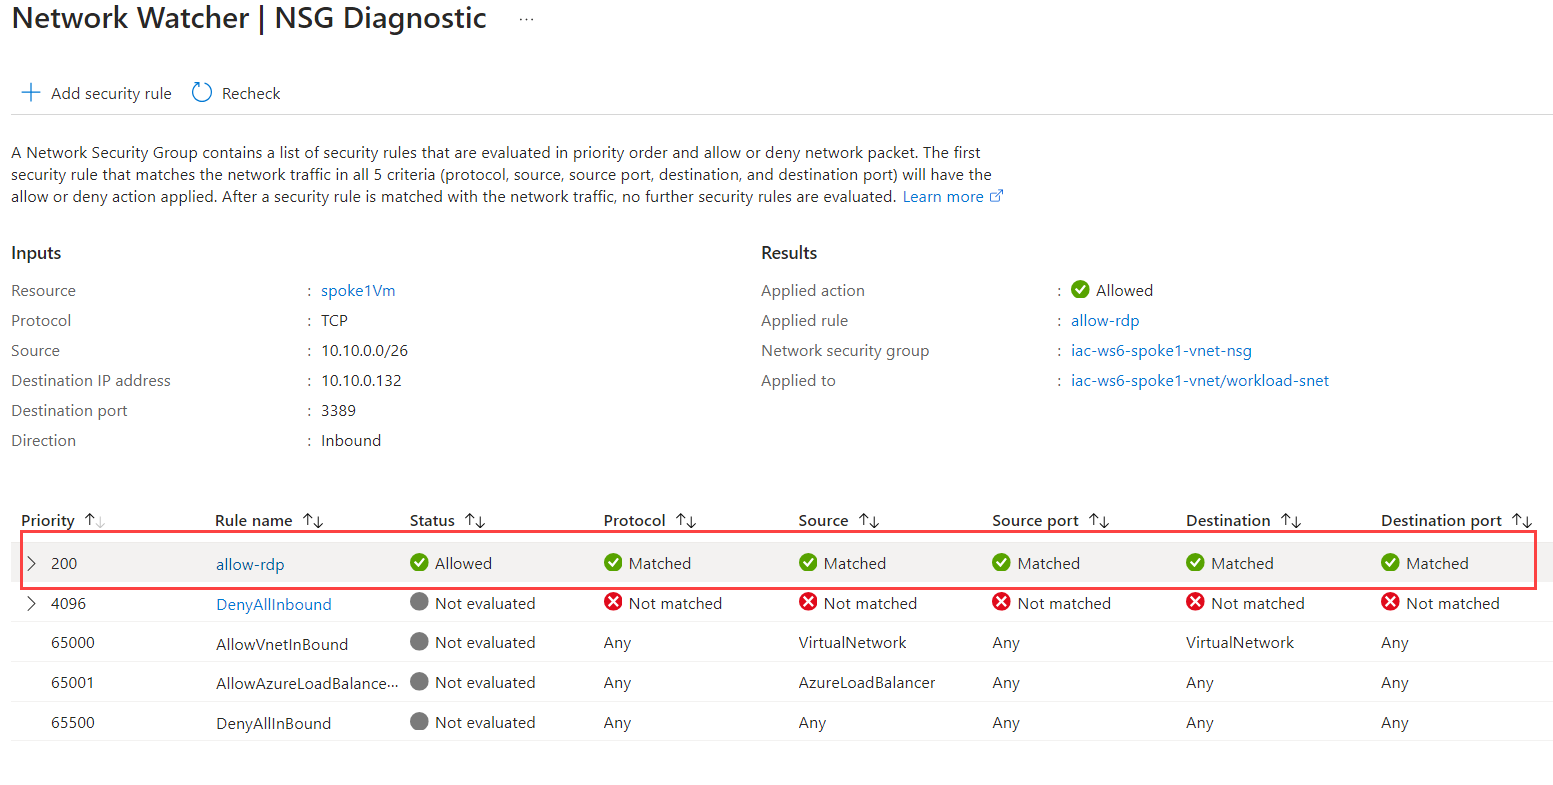 Network Watcher | NSG Diagnostic ...
Add security rule Recheck
A Network Security Group contains a list of security rules that are evaluated in priority order and allow or deny network packet. The first
security rule that matches the network traffic in all 5 criteria (protocol, source, source port, destination, and destination port) will have the
allow or deny action applied. After a security rule is matched with the network traffic, no further security rules are evaluated. Learn more
Inputs Results
Resource : spoke1Vm Applied action : Allowed
Protocol : TCP Applied rule : allow-rdp
Source : 10.10.0.0/26 Network security group : iac-ws6-spoke1-vnet-nsg
Destination IP address : 10.10.0.132 Applied to : iac-ws6-spoke1-vnet/workload-snet
Destination port : 3389
Direction : Inbound
Priority Rule name Status Protocol Source Source port Destination Destination port
200 allow-rdp Allowed Matched Matched Matched Matched Matched
4096 DenyAllInbound Not evaluated Not matched Not matched Not matched Not matched Not matched
65000 AllowVnetInBound Not evaluated Any VirtualNetwork Any VirtualNetwork Any
65001 AllowAzureLoadBalance... Not evaluated Any AzureLoadBalancer Any Any Any
65500 DenyAllInBound Not evaluated Any Any Any Any Any